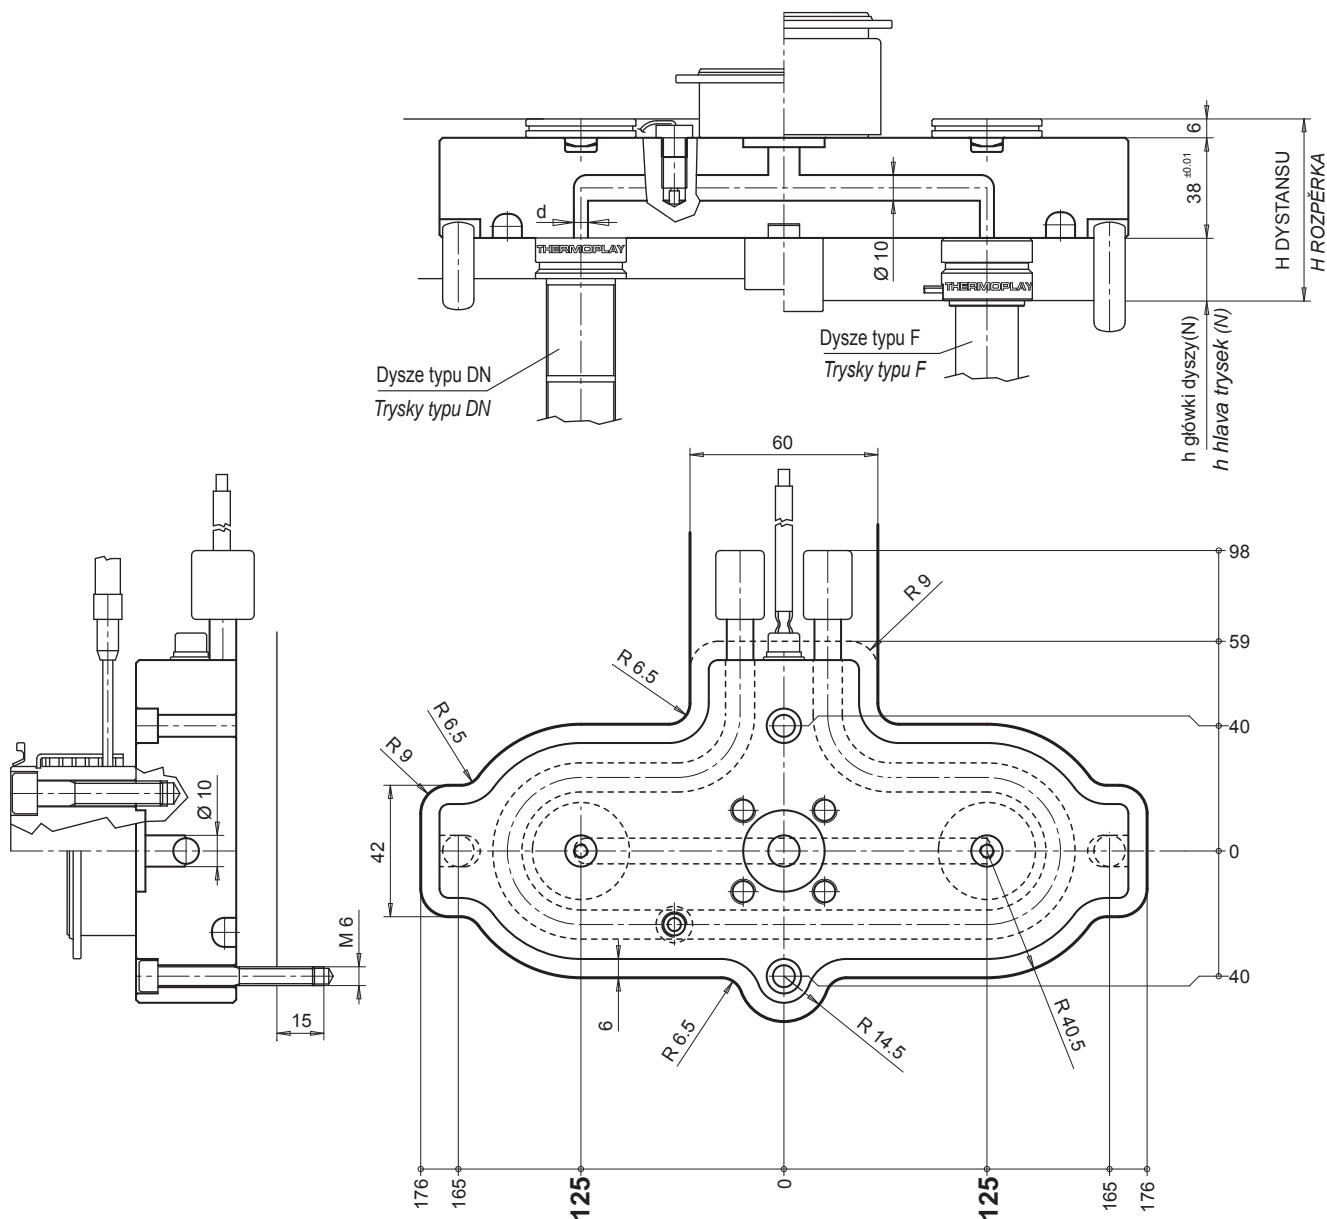 6
38 ±0.01
H DYSTANSU
H ROZPĚRKA
d
Ø 10
THERMOPLAY
THERMOPLAY
Dysze typu DN
Trysky typu DN
Dysze typu F
Trysky typu F
h główki dyszy(N)
h hlava trysek (N)
60
98
R 9
59
R 6.5
40
R 6.5
R 9
Ø 10
42
0
M 6
40
15
6
R 6.5
R 14.5
R 40.5
176
165
125
0
125
165
176